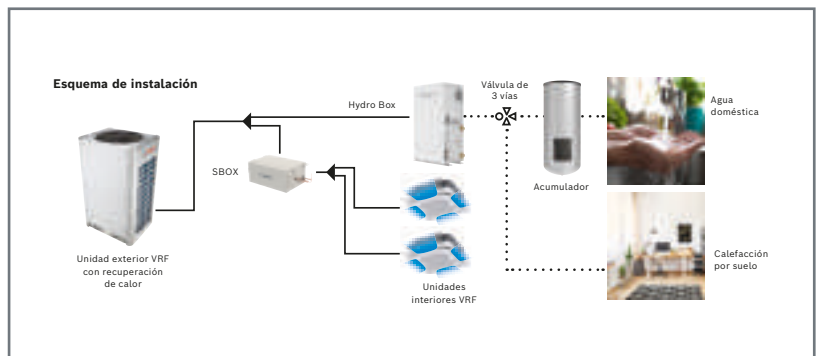 Esquema de instalación
Hydro Box
Válvula de
3 vías
Agua
doméstica
SBOX
Acumulador
Unidad exterior VRF
con recuperación
de calor
Unidades
interiores VRF
Calefacción
por suelo